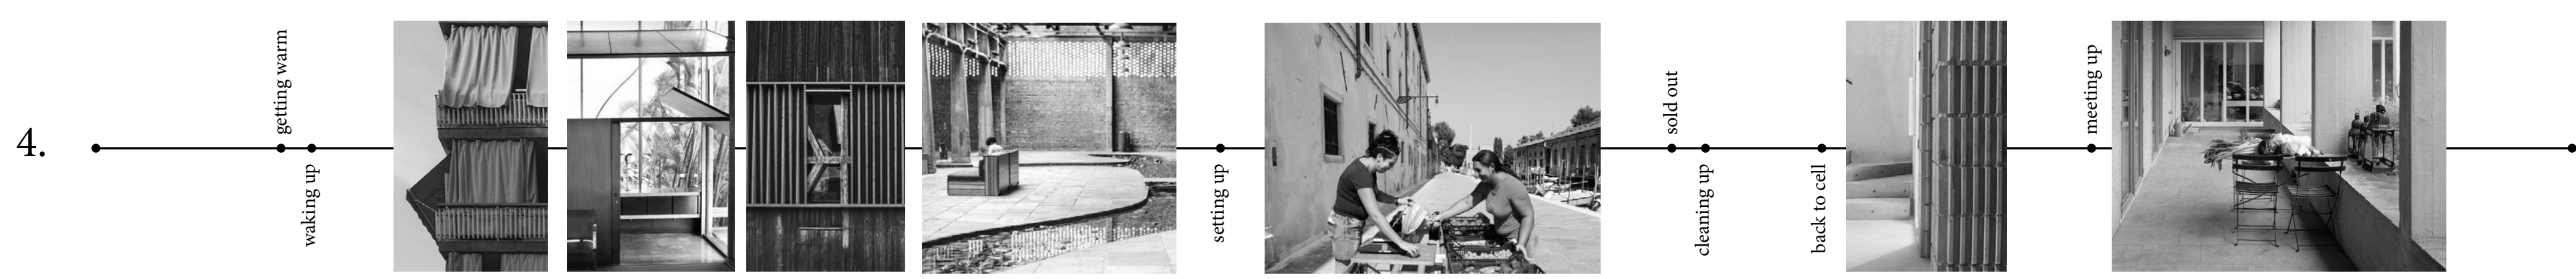 4.
getting warm
waking up
setting up
sold out
cleaning up
back to cell
meeting up